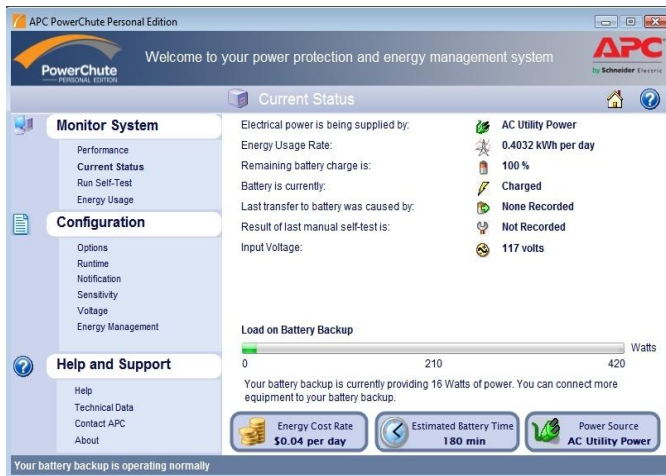 APC PowerChute Personal Edition
PowerChute
PERSONAL EDITION
Welcome to your power protection and energy management system
APC
by Schneider Electric
Current Status
Monitor System
Performance
Current Status
Run Self-Test
Energy Usage
Configuration
Options
Runtime
Notification
Sensitivity
Voltage
Energy Management
Help and Support
Help
Technical Data
Contact APC
About
Electrical power is being supplied by: AC Utility Power
Energy Usage Rate: 0.4032 kWh per day
Remaining battery charge is: 100 %
Battery is currently: Charged
Last transfer to battery was caused by: None Recorded
Result of last manual self-test is: Not Recorded
Input Voltage: 117 volts
Load on Battery Backup
Watts
0 210 420
Your battery backup is currently providing 16 Watts of power. You can connect more
equipment to your battery backup.
Energy Cost Rate
$0.04 per day
Estimated Battery Time
180 min
Power Source
AC Utility Power
Your battery backup is operating normally